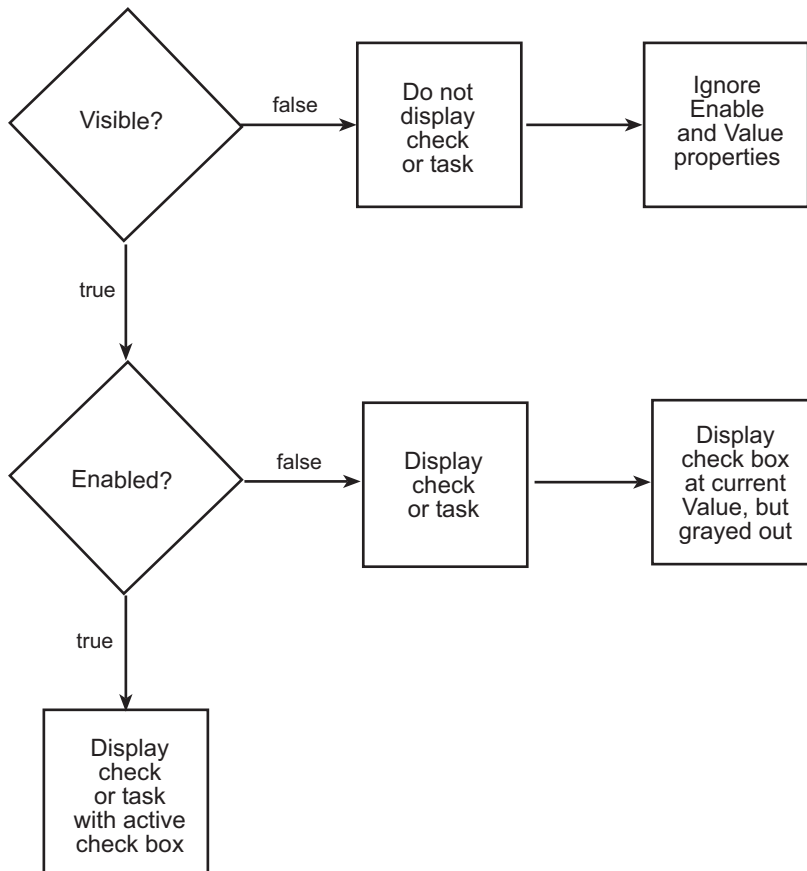 Visible?
false
Do not
display
check
or task
Ignore
Enable
and Value
properties
true
Enabled?
false
Display
check
or task
Display
check box
at current
Value, but
grayed out
true
Display
check
or task
with active
check box